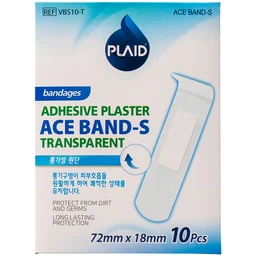 REF VBS10-T
ACE BAND-S
PLAID
bandages
ADHESIVE PLASTER
ACE BAND-S
TRANSPARENT
통기성 원단
통기구멍이 피부호흡을
원활하게 하여 쾌적한 상태를
유지합니다.
PROTECT FROM DIRT
AND GERMS
LONG LASTING
PROTECTION
72mm x 18mm 10Pcs